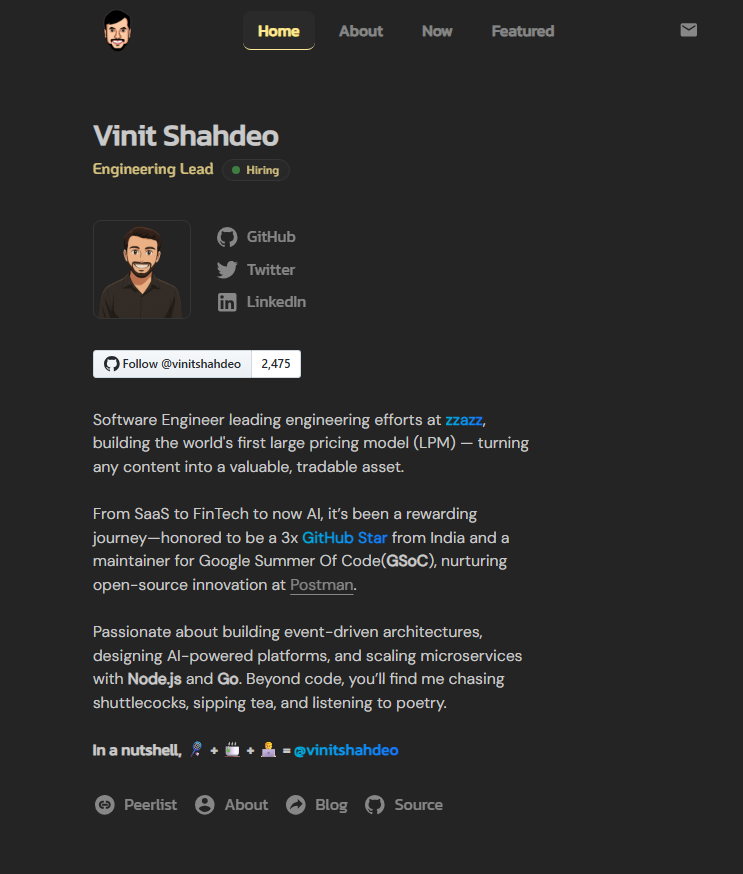 Home About Now Featured
Vinit Shahdeo
Engineering Lead Hiring
GitHub
Twitter
LinkedIn
Follow @vinitshahdeo 2,475
Software Engineer leading engineering efforts at zzazz,
building the world's first large pricing model (LPM) — turning
any content into a valuable, tradable asset.
From SaaS to FinTech to now AI, it’s been a rewarding
journey—honored to be a 3x GitHub Star from India and a
maintainer for Google Summer Of Code(GSoC), nurturing
open-source innovation at Postman.
Passionate about building event-driven architectures,
designing AI-powered platforms, and scaling microservices
with Node.js and Go. Beyond code, you’ll find me chasing
shuttlecocks, sipping tea, and listening to poetry.
In a nutshell, 🏸 + ☕ + 👨‍💻 = @vinitshahdeo
Peerlist About Blog Source